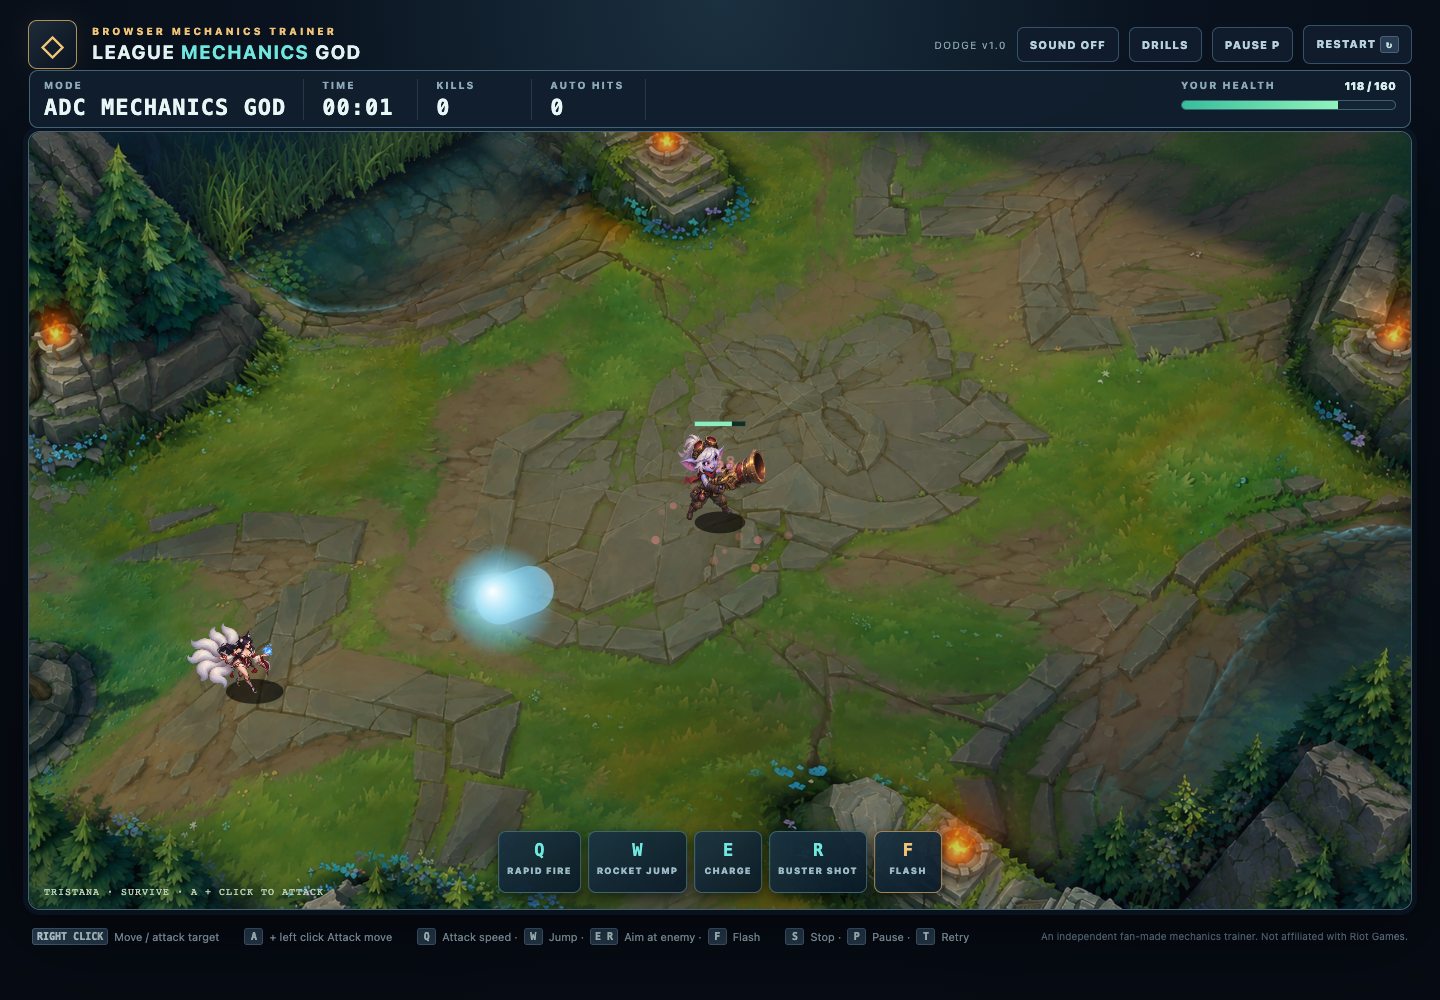 BROWSER MECHANICS TRAINER
LEAGUE MECHANICS GOD
DODGE v1.0
SOUND OFF
DRILLS
PAUSE P
RESTART ↻
MODE
ADC MECHANICS GOD
TIME
00:01
KILLS
0
AUTO HITS
0
YOUR HEALTH
118 / 160
Q
RAPID FIRE
W
ROCKET JUMP
E
CHARGE
R
BUSTER SHOT
F
FLASH
TRISTANA · SURVIVE · A + CLICK TO ATTACK
RIGHT CLICK Move / attack target A + left click Attack move Q Attack speed · W Jump · E R Aim at enemy · F Flash S Stop · P Pause · T Retry
An independent fan-made mechanics trainer. Not affiliated with Riot Games.